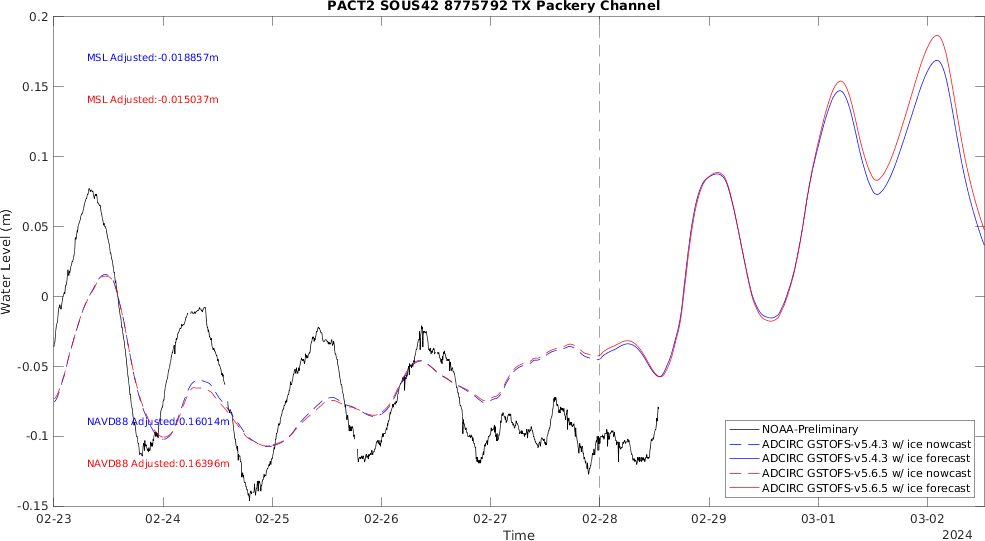 PACT2 SOUS42 8775792 TX Packery Channel
0.2
MSL Adjusted:-0.018857m
0.15
MSL Adjusted:-0.015037m
0.1
0.05
Water Level (m)
0
-0.05
NAVD88 Adjusted:0.16014m
-0.1
NAVD88 Adjusted:0.16396m
-0.15
NOAA-Preliminary
ADCIRC GSTOFS-v5.4.3 w/ ice nowcast
ADCIRC GSTOFS-v5.4.3 w/ ice forecast
ADCIRC GSTOFS-v5.6.5 w/ ice nowcast
ADCIRC GSTOFS-v5.6.5 w/ ice forecast
02-23 02-24 02-25 02-26 02-27 02-28 02-29 03-01 03-02
Time
2024